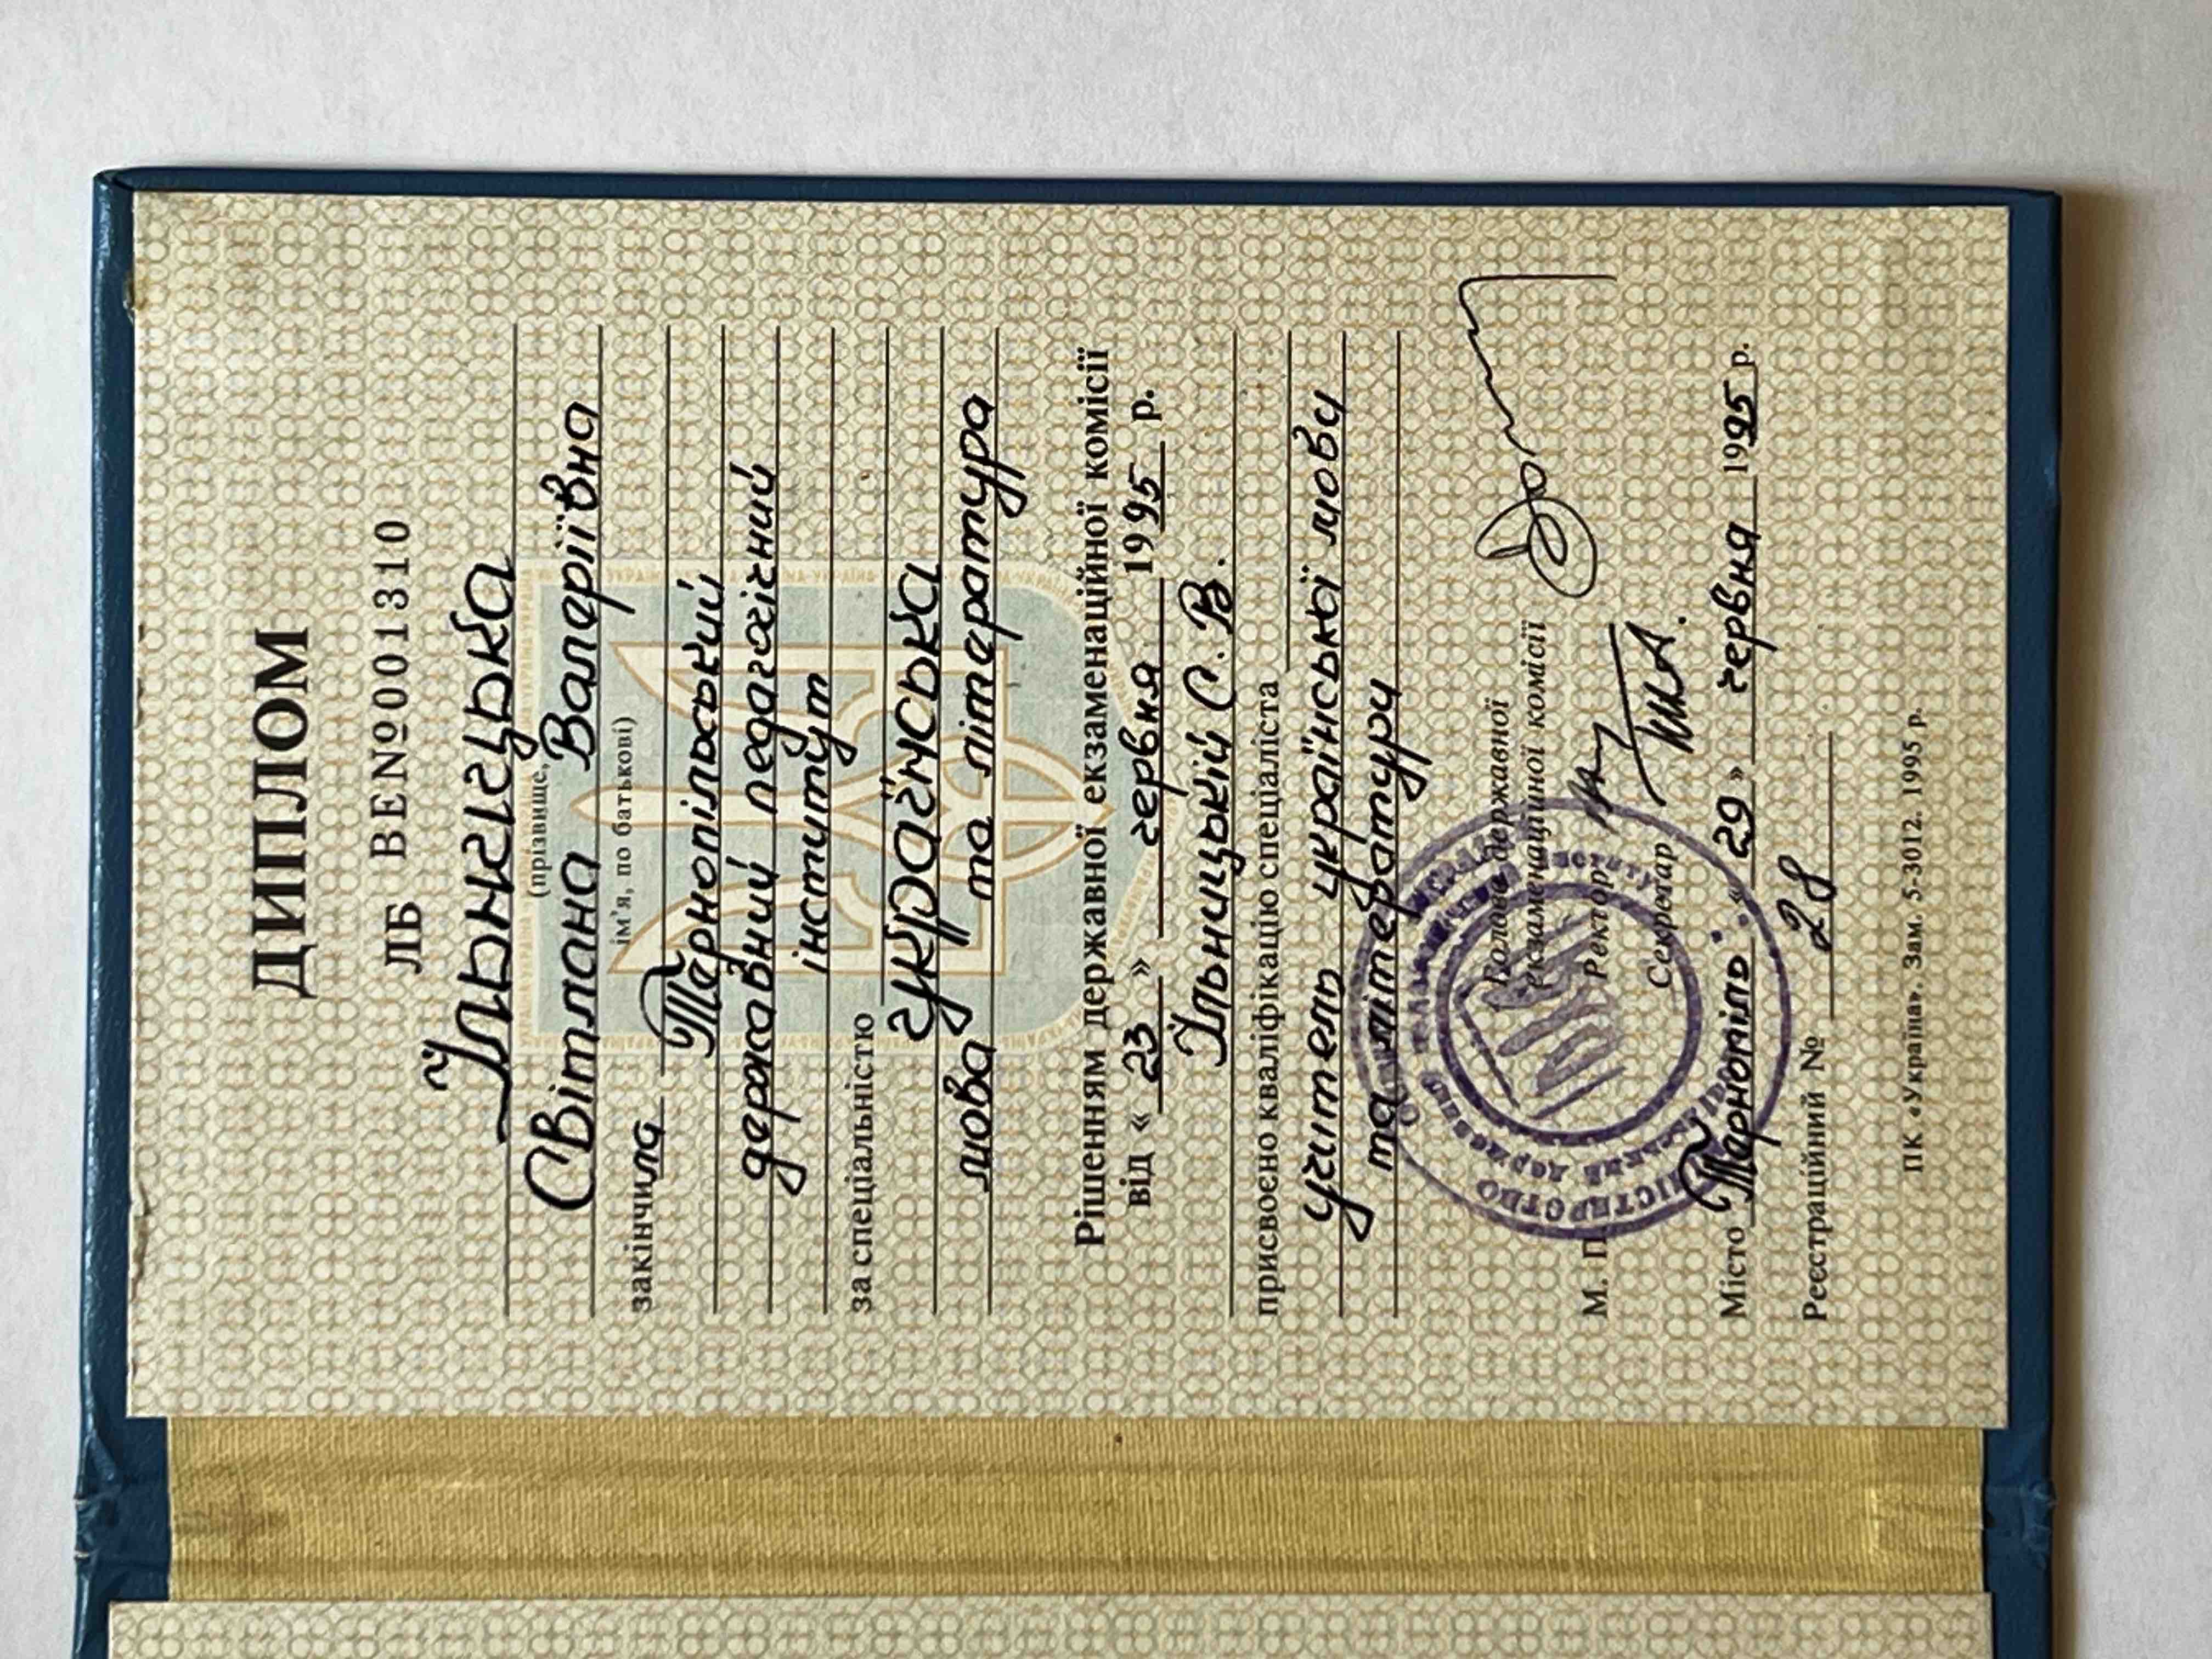 ДИПЛОМ
ЛБ ВЕ№001310
Ільницька
(прізвище,
Світлана Валеріївна
ім'я, по батькові)
закінчила Тернопільський
державний педагогічний
інститут
за спеціальністю українська
мова та література
Рішенням державної екзаменаційної комісії
від « 23 » червня 1995 р.
Ільницькій С. В.
присвоєно кваліфікацію спеціаліста
учитель української мови
та літератури
Голова державної
екзаменаційної комісії
М. П. Ректор
Секретар
Місто Тернопіль « 29 » червня 1995 р.
Реєстраційний № 28
ПК «Україна». Зам. 5-3012. 1995 р.